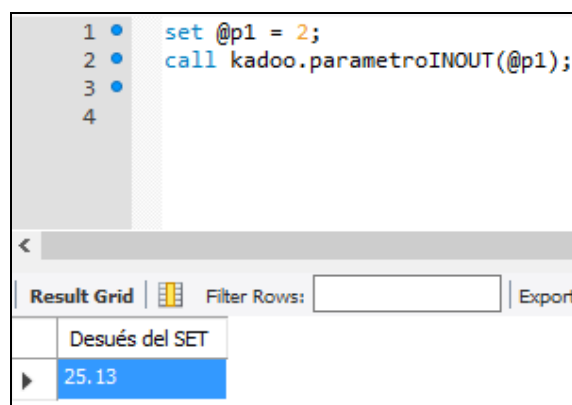 1 set @p1 = 2;
2 call kadoo.parametroINOUT(@p1);
3
4
<
Result Grid Filter Rows: Export
Desués del SET
25.13